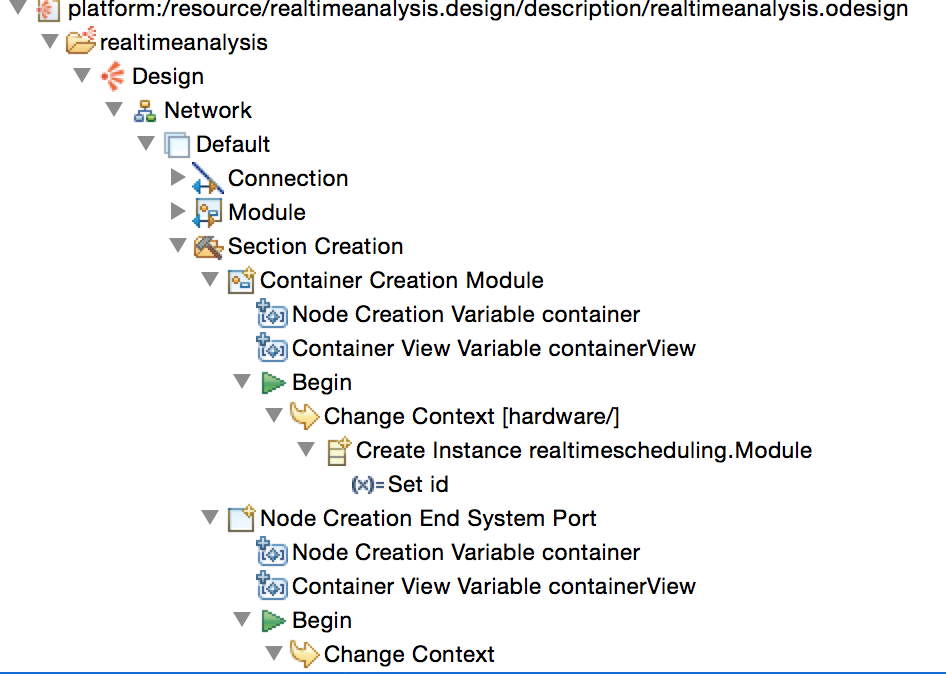 platform:/resource/realtimeanalysis.design/description/realtimeanalysis.odesign
realtimeanalysis
Design
Network
Default
Connection
Module
Section Creation
Container Creation Module
Node Creation Variable container
Container View Variable containerView
Begin
Change Context [hardware/]
Create Instance realtimescheduling.Module
(x)= Set id
Node Creation End System Port
Node Creation Variable container
Container View Variable containerView
Begin
Change Context